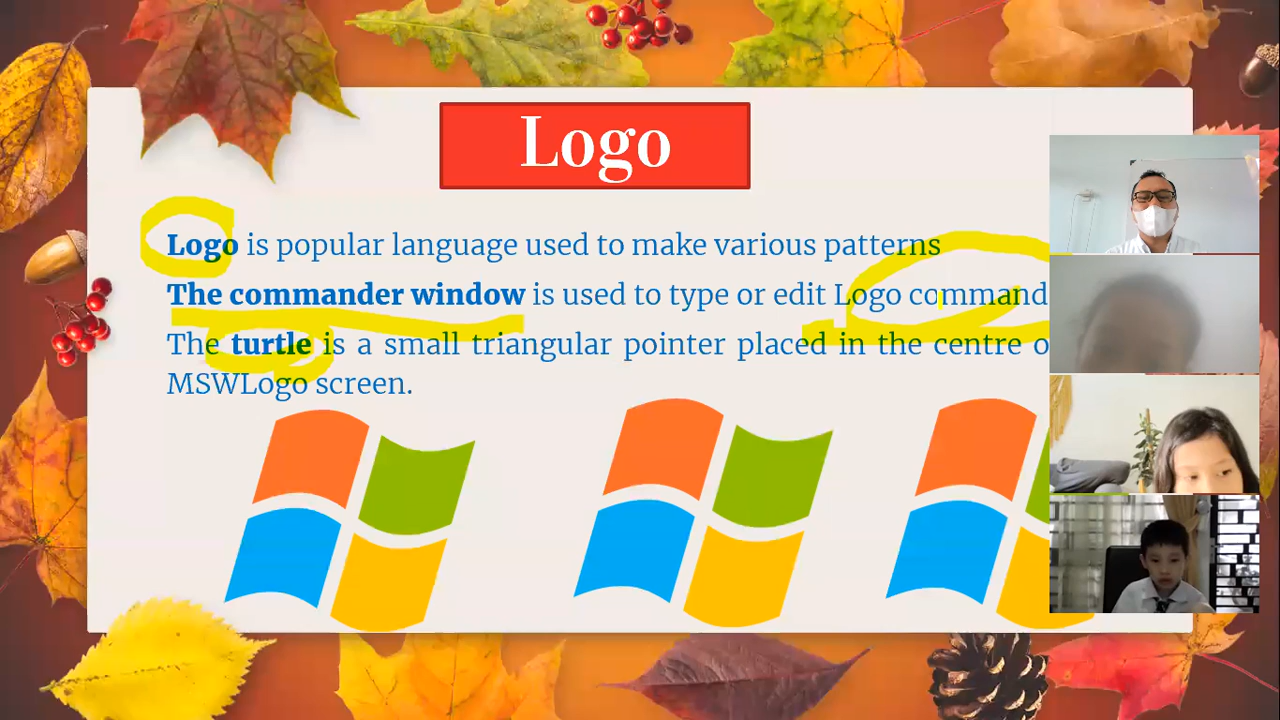 Logo
Logo is popular language used to make various patterns
The commander window is used to type or edit Logo command
The turtle is a small triangular pointer placed in the centre o
MSWLogo screen.